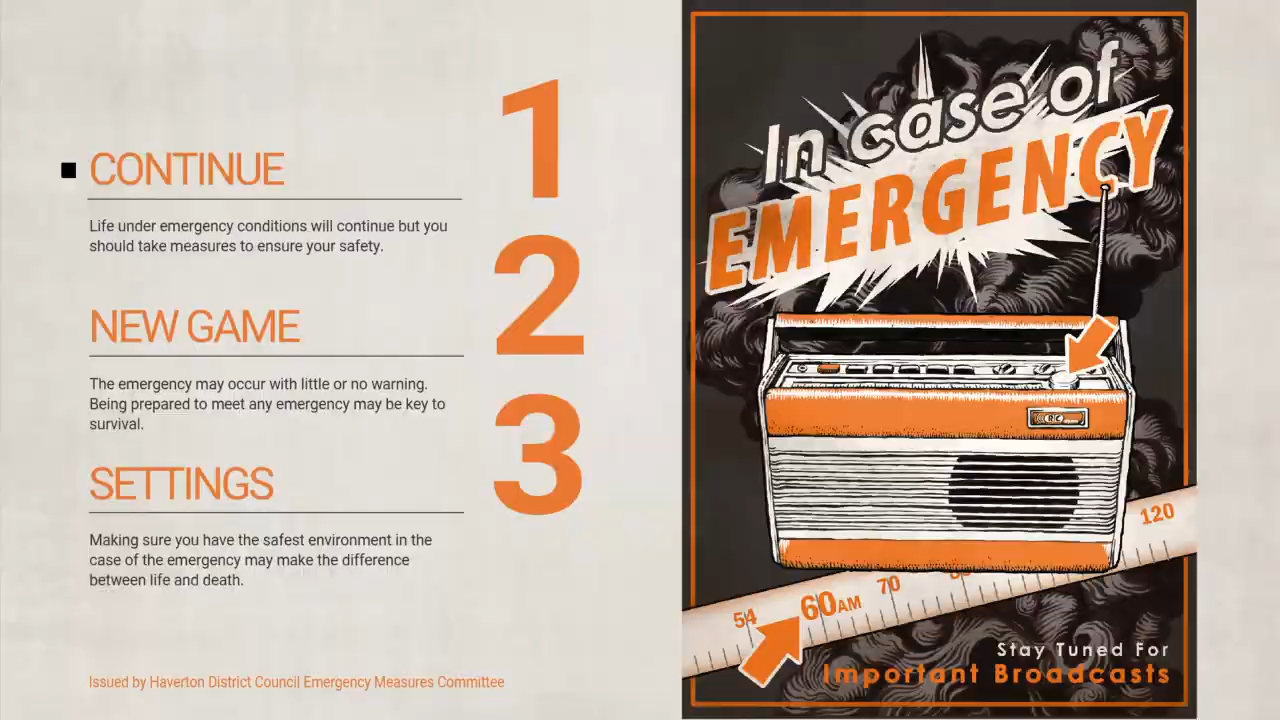 CONTINUE
Life under emergency conditions will continue but you
should take measures to ensure your safety.
1
NEW GAME
The emergency may occur with little or no warning.
Being prepared to meet any emergency may be key to
survival.
2
SETTINGS
Making sure you have the safest environment in the
case of the emergency may make the difference
between life and death.
3
Issued by Haverton District Council Emergency Measures Committee
In case of
EMERGENCY
54 60AM 70 120
Stay Tuned For
Important Broadcasts